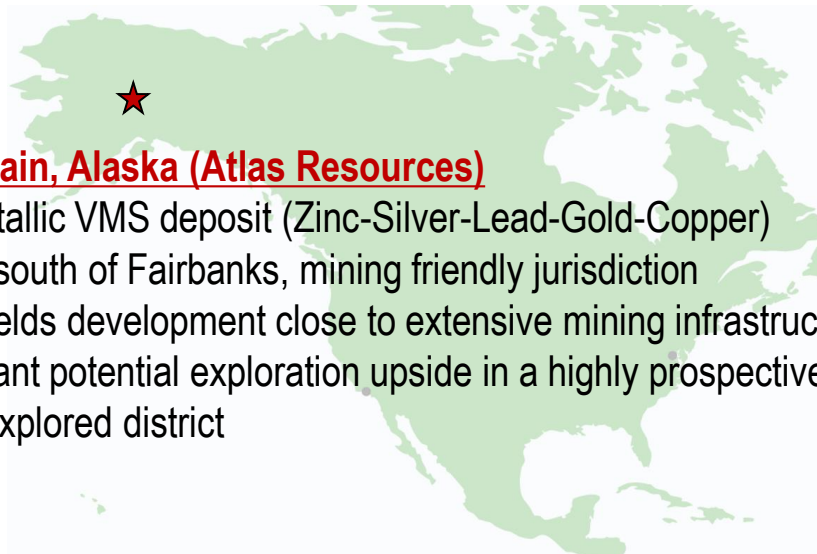 ain, Alaska (Atlas Resources)
tallic VMS deposit (Zinc-Silver-Lead-Gold-Copper)
south of Fairbanks, mining friendly jurisdiction
elds development close to extensive mining infrastruc
ant potential exploration upside in a highly prospective
xplored district